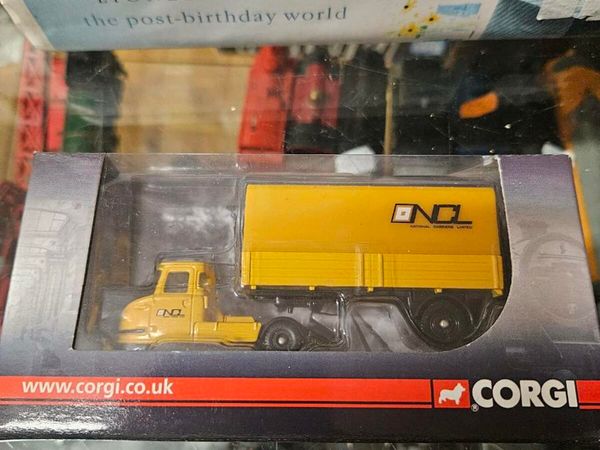 the post-birthday world
NCL
NATIONAL CARRIERS LIMITED
NCL
www.corgi.co.uk
® CORGI